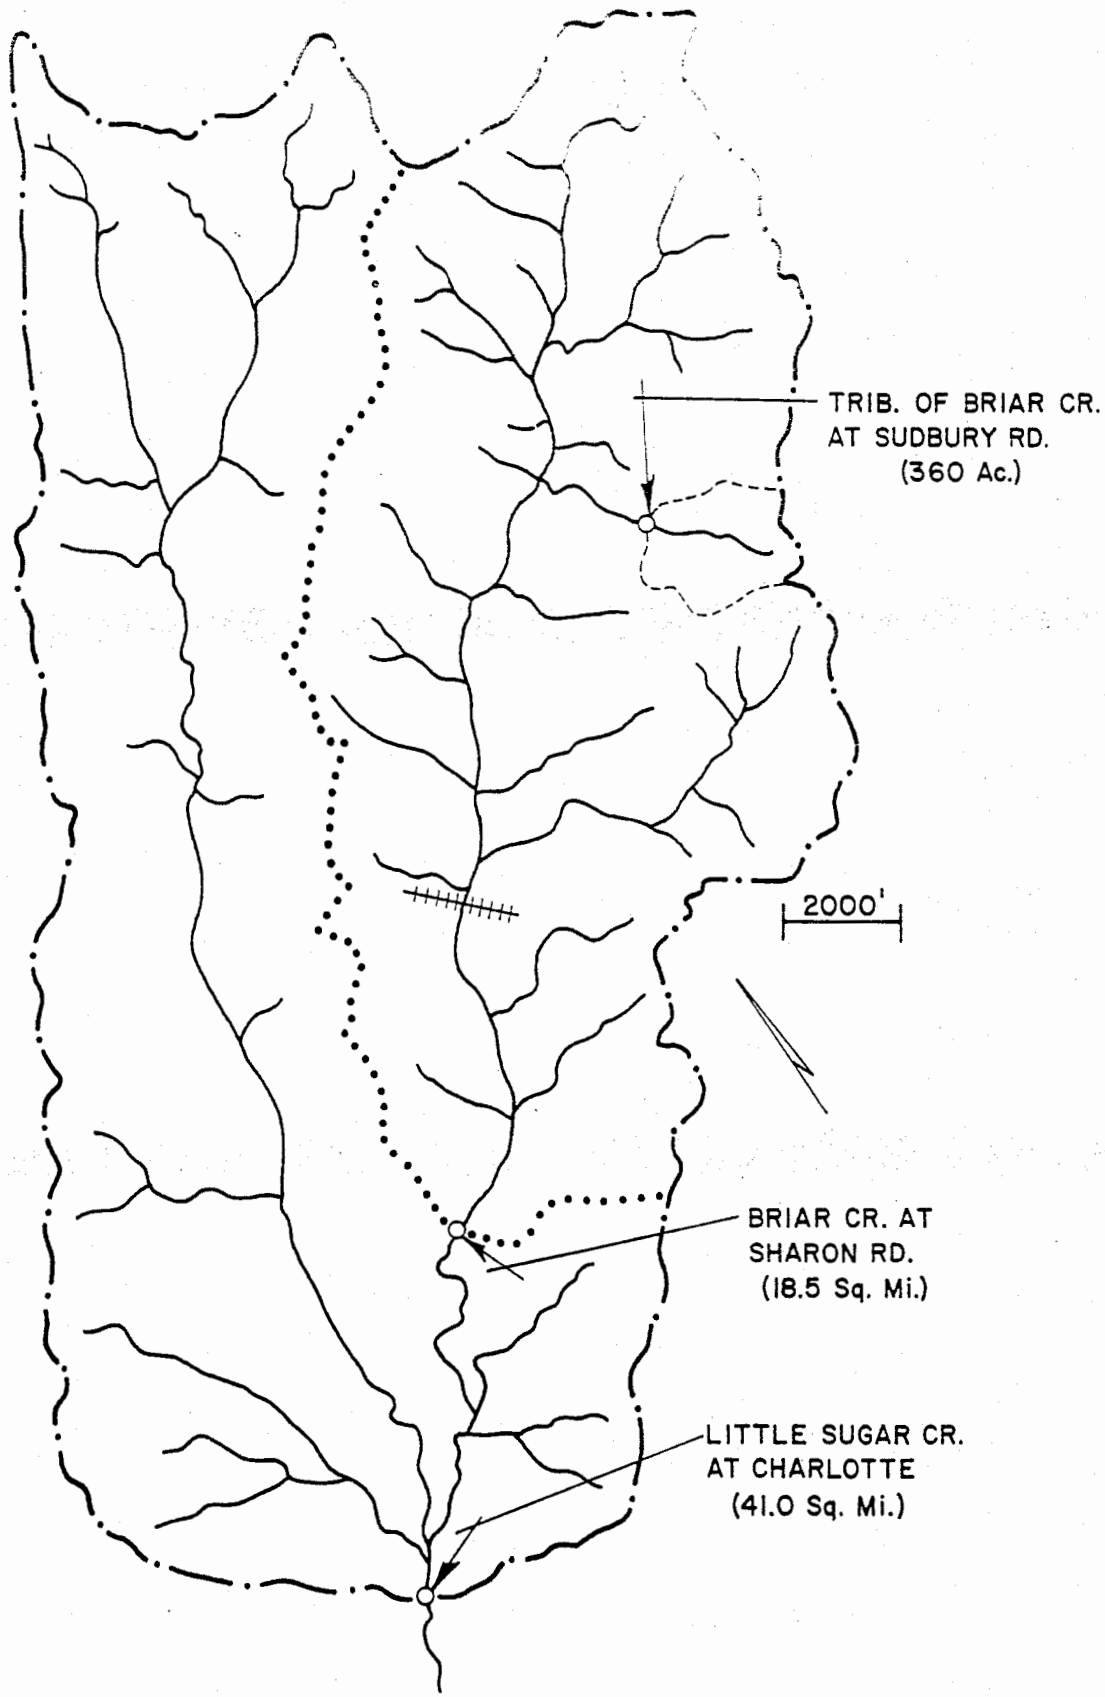 TRIB. OF BRIAR CR.
AT SUDBURY RD.
(360 Ac.)
2000'
BRIAR CR. AT
SHARON RD.
(18.5 Sq. Mi.)
LITTLE SUGAR CR.
AT CHARLOTTE
(41.0 Sq. Mi.)